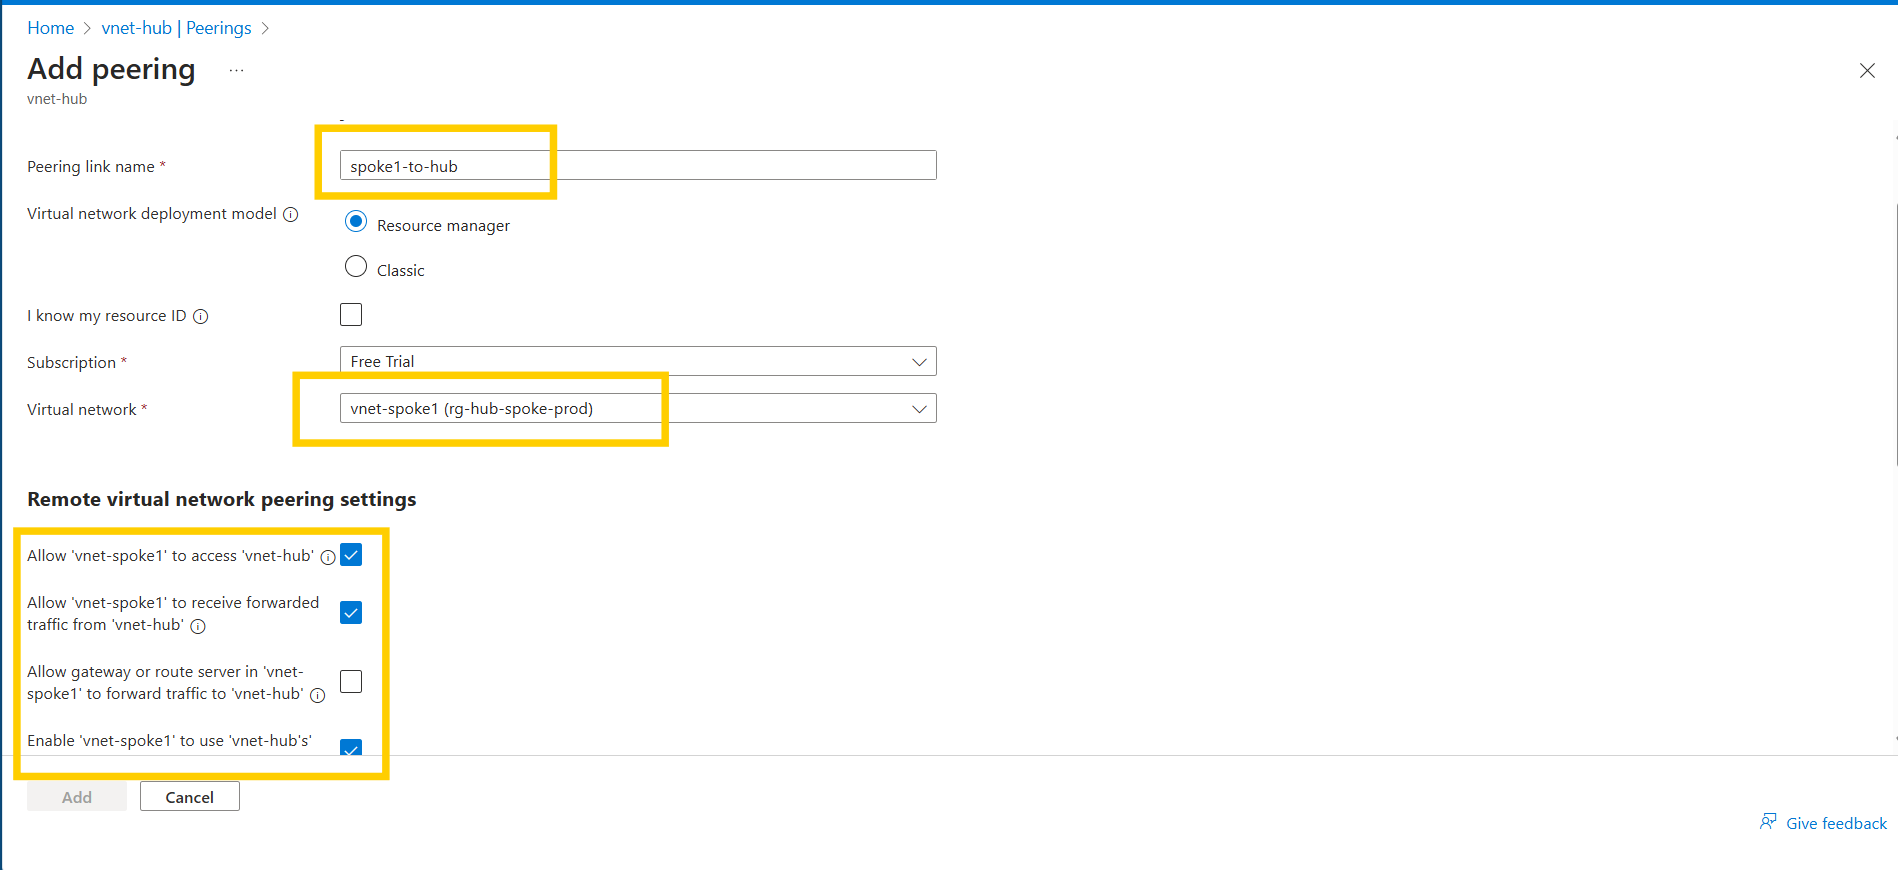 Home > vnet-hub | Peerings >
Add peering ...
vnet-hub
Peering link name *
spoke1-to-hub
Virtual network deployment model
Resource manager
Classic
I know my resource ID
Subscription *
Free Trial
Virtual network *
vnet-spoke1 (rg-hub-spoke-prod)
Remote virtual network peering settings
Allow 'vnet-spoke1' to access 'vnet-hub'
Allow 'vnet-spoke1' to receive forwarded
traffic from 'vnet-hub'
Allow gateway or route server in 'vnet-
spoke1' to forward traffic to 'vnet-hub'
Enable 'vnet-spoke1' to use 'vnet-hub's'
Add
Cancel
Give feedback